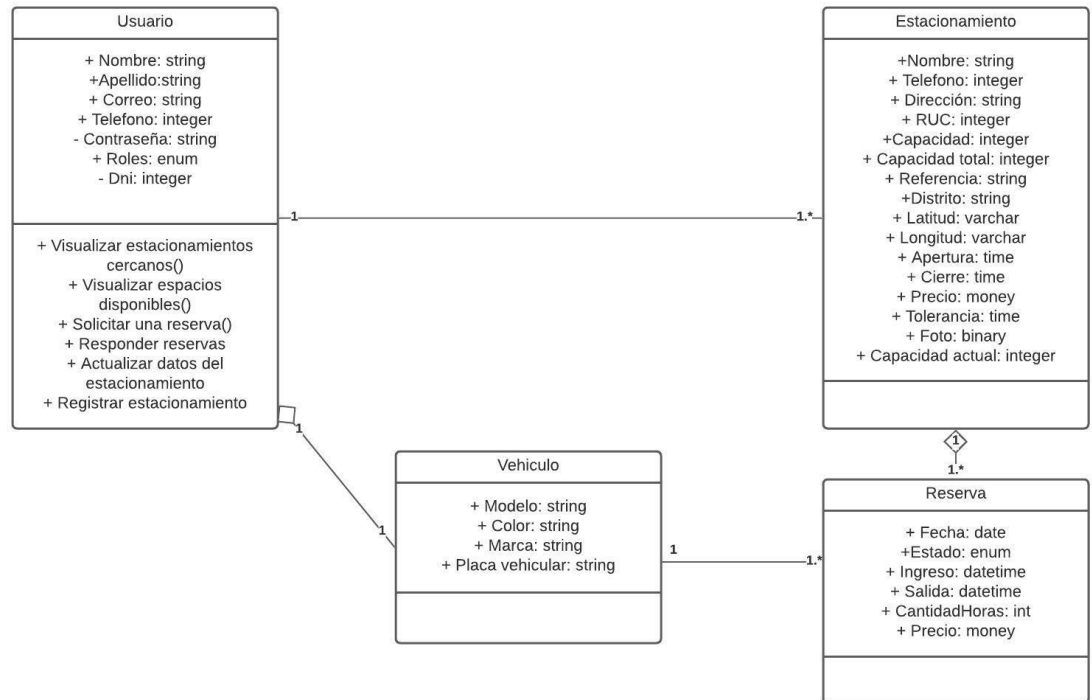 Usuario
+ Nombre: string
+Apellido:string
+ Correo: string
+ Telefono: integer
- Contraseña: string
+ Roles: enum
- Dni: integer
+ Visualizar estacionamientos
cercanos()
+ Visualizar espacios
disponibles()
+ Solicitar una reserva()
+ Responder reservas
+ Actualizar datos del
estacionamiento
+ Registrar estacionamiento
1
1.*
Estacionamiento
+Nombre: string
+ Telefono: integer
+ Dirección: string
+ RUC: integer
+Capacidad: integer
+ Capacidad total: integer
+ Referencia: string
+Distrito: string
+ Latitud: varchar
+ Longitud: varchar
+ Apertura: time
+ Cierre: time
+ Precio: money
+ Tolerancia: time
+ Foto: binary
+ Capacidad actual: integer
1
1
Vehiculo
+ Modelo: string
+ Color: string
+ Marca: string
+ Placa vehicular: string
1
1.*
1
1.*
Reserva
+ Fecha: date
+Estado: enum
+ Ingreso: datetime
+ Salida: datetime
+ CantidadHoras: int
+ Precio: money